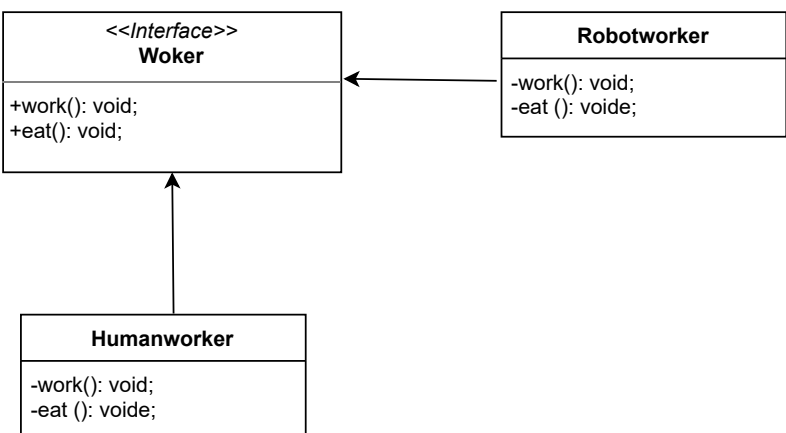 <<Interface>>
Woker
+work(): void;
+eat(): void;
Robotworker
-work(): void;
-eat (): voide;
Humanworker
-work(): void;
-eat (): voide;